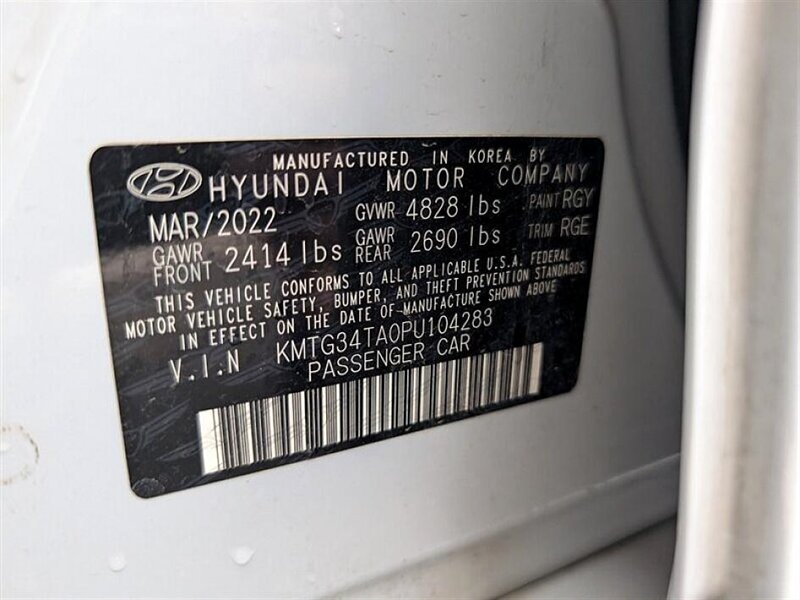 MANUFACTURED IN KOREA BY
HYUNDAI MOTOR COMPANY
MAR/2022 GVWR 4828 lbs PAINT RGY
GAWR FRONT 2414 lbs GAWR REAR 2690 lbs TRIM RGE
THIS VEHICLE CONFORMS TO ALL APPLICABLE U.S.A. FEDERAL
MOTOR VEHICLE SAFETY, BUMPER, AND THEFT PREVENTION STANDARDS
IN EFFECT ON THE DATE OF MANUFACTURE SHOWN ABOVE
V.I.N KMTG34TA0PU104283
PASSENGER CAR